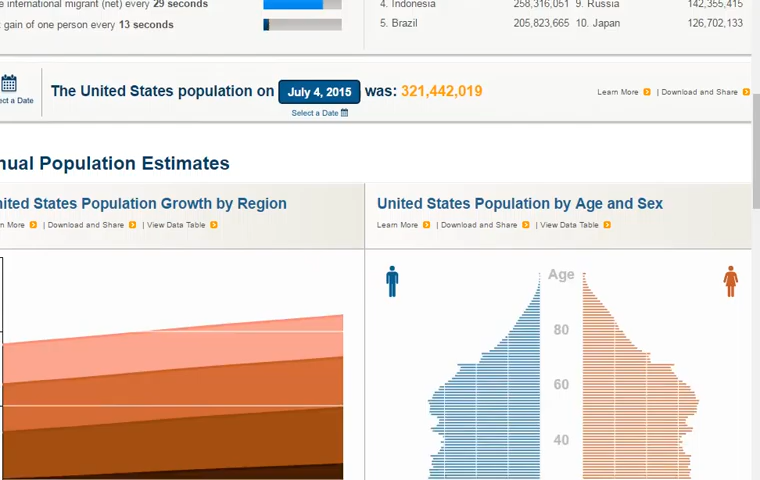 e international migrant (net) every 29 seconds
4. Indonesia 258,316,051 9. Russia 142,355,415
t gain of one person every 13 seconds
5. Brazil 205,823,665 10. Japan 126,702,133
The United States population on July 4, 2015 was: 321,442,019
ect a Date
Select a Date
Learn More | Download and Share
nual Population Estimates
nited States Population Growth by Region
n More | Download and Share | View Data Table
United States Population by Age and Sex
Learn More | Download and Share | View Data Table
Age
80
60
40